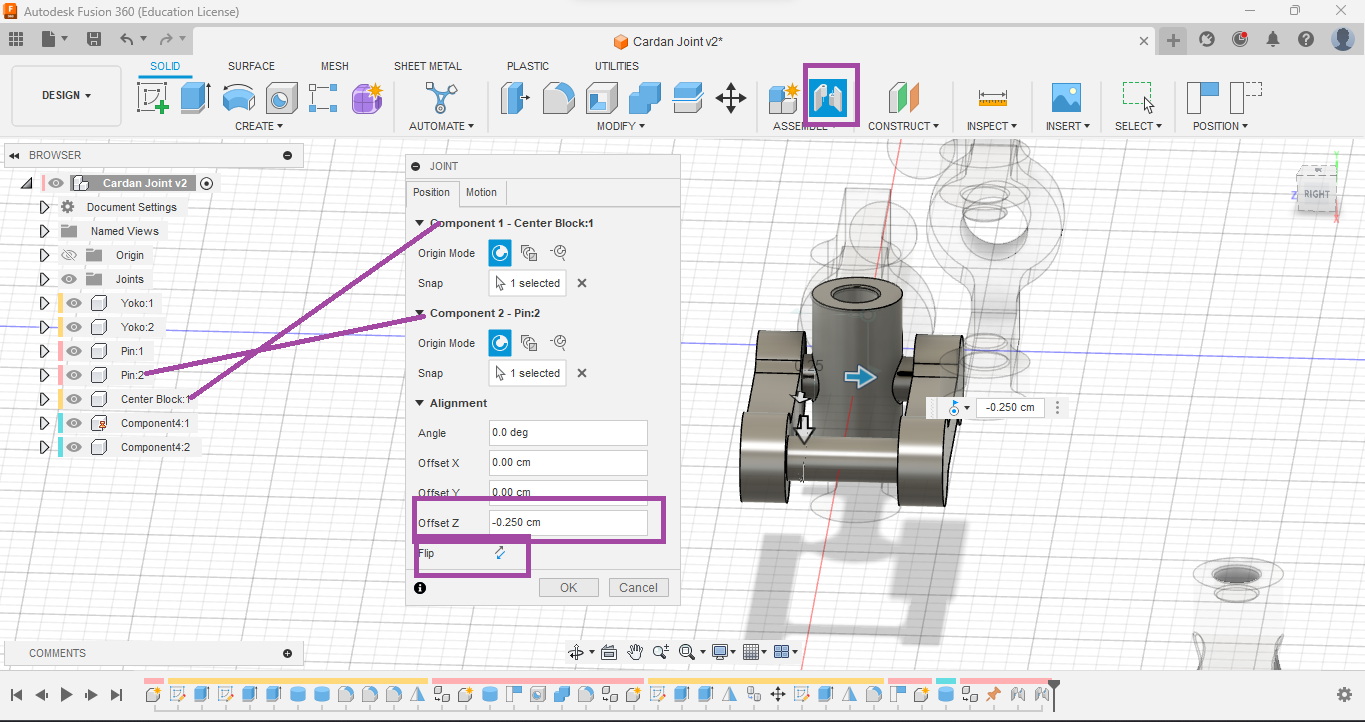 Autodesk Fusion 360 (Education License)
Cardan Joint v2*
SOLID SURFACE MESH SHEET METAL PLASTIC UTILITIES
DESIGN
CREATE AUTOMATE MODIFY ASSEMBLE CONSTRUCT INSPECT INSERT SELECT POSITION
BROWSER
Cardan Joint v2
Document Settings
Named Views
Origin
Joints
Yoko:1
Yoko:2
Pin:1
Pin:2
Center Block:1
Component4:1
Component4:2
JOINT
Position Motion
Component 1 - Center Block:1
Origin Mode
Snap 1 selected
Component 2 - Pin:2
Origin Mode
Snap 1 selected
Alignment
Angle 0.0 deg
Offset X 0.00 cm
Offset Y 0.00 cm
Offset Z -0.250 cm
Flip
OK Cancel
RIGHT
Z
-0.250 cm
COMMENTS